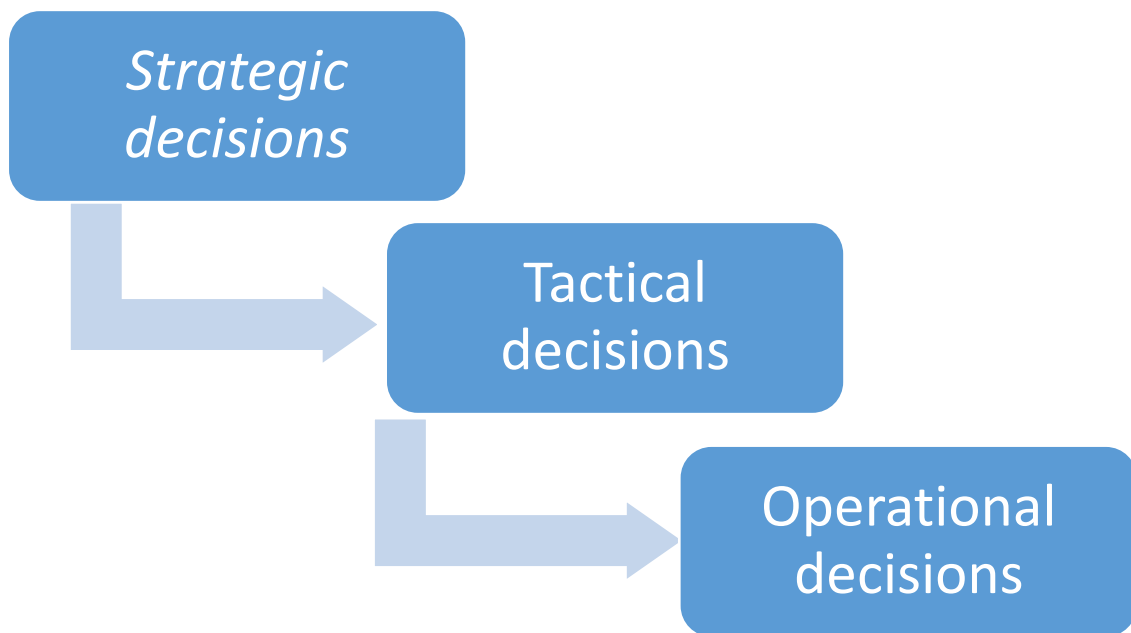 Strategic
decisions
Tactical
decisions
Operational
decisions